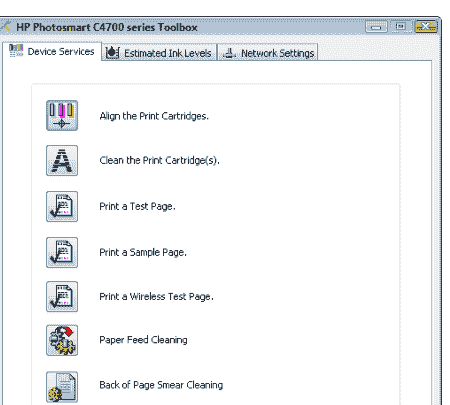 HP Photosmart C4700 series Toolbox
Device Services Estimated Ink Levels Network Settings
Align the Print Cartridges.
Clean the Print Cartridge(s).
Print a Test Page.
Print a Sample Page.
Print a Wireless Test Page.
Paper Feed Cleaning
Back of Page Smear Cleaning